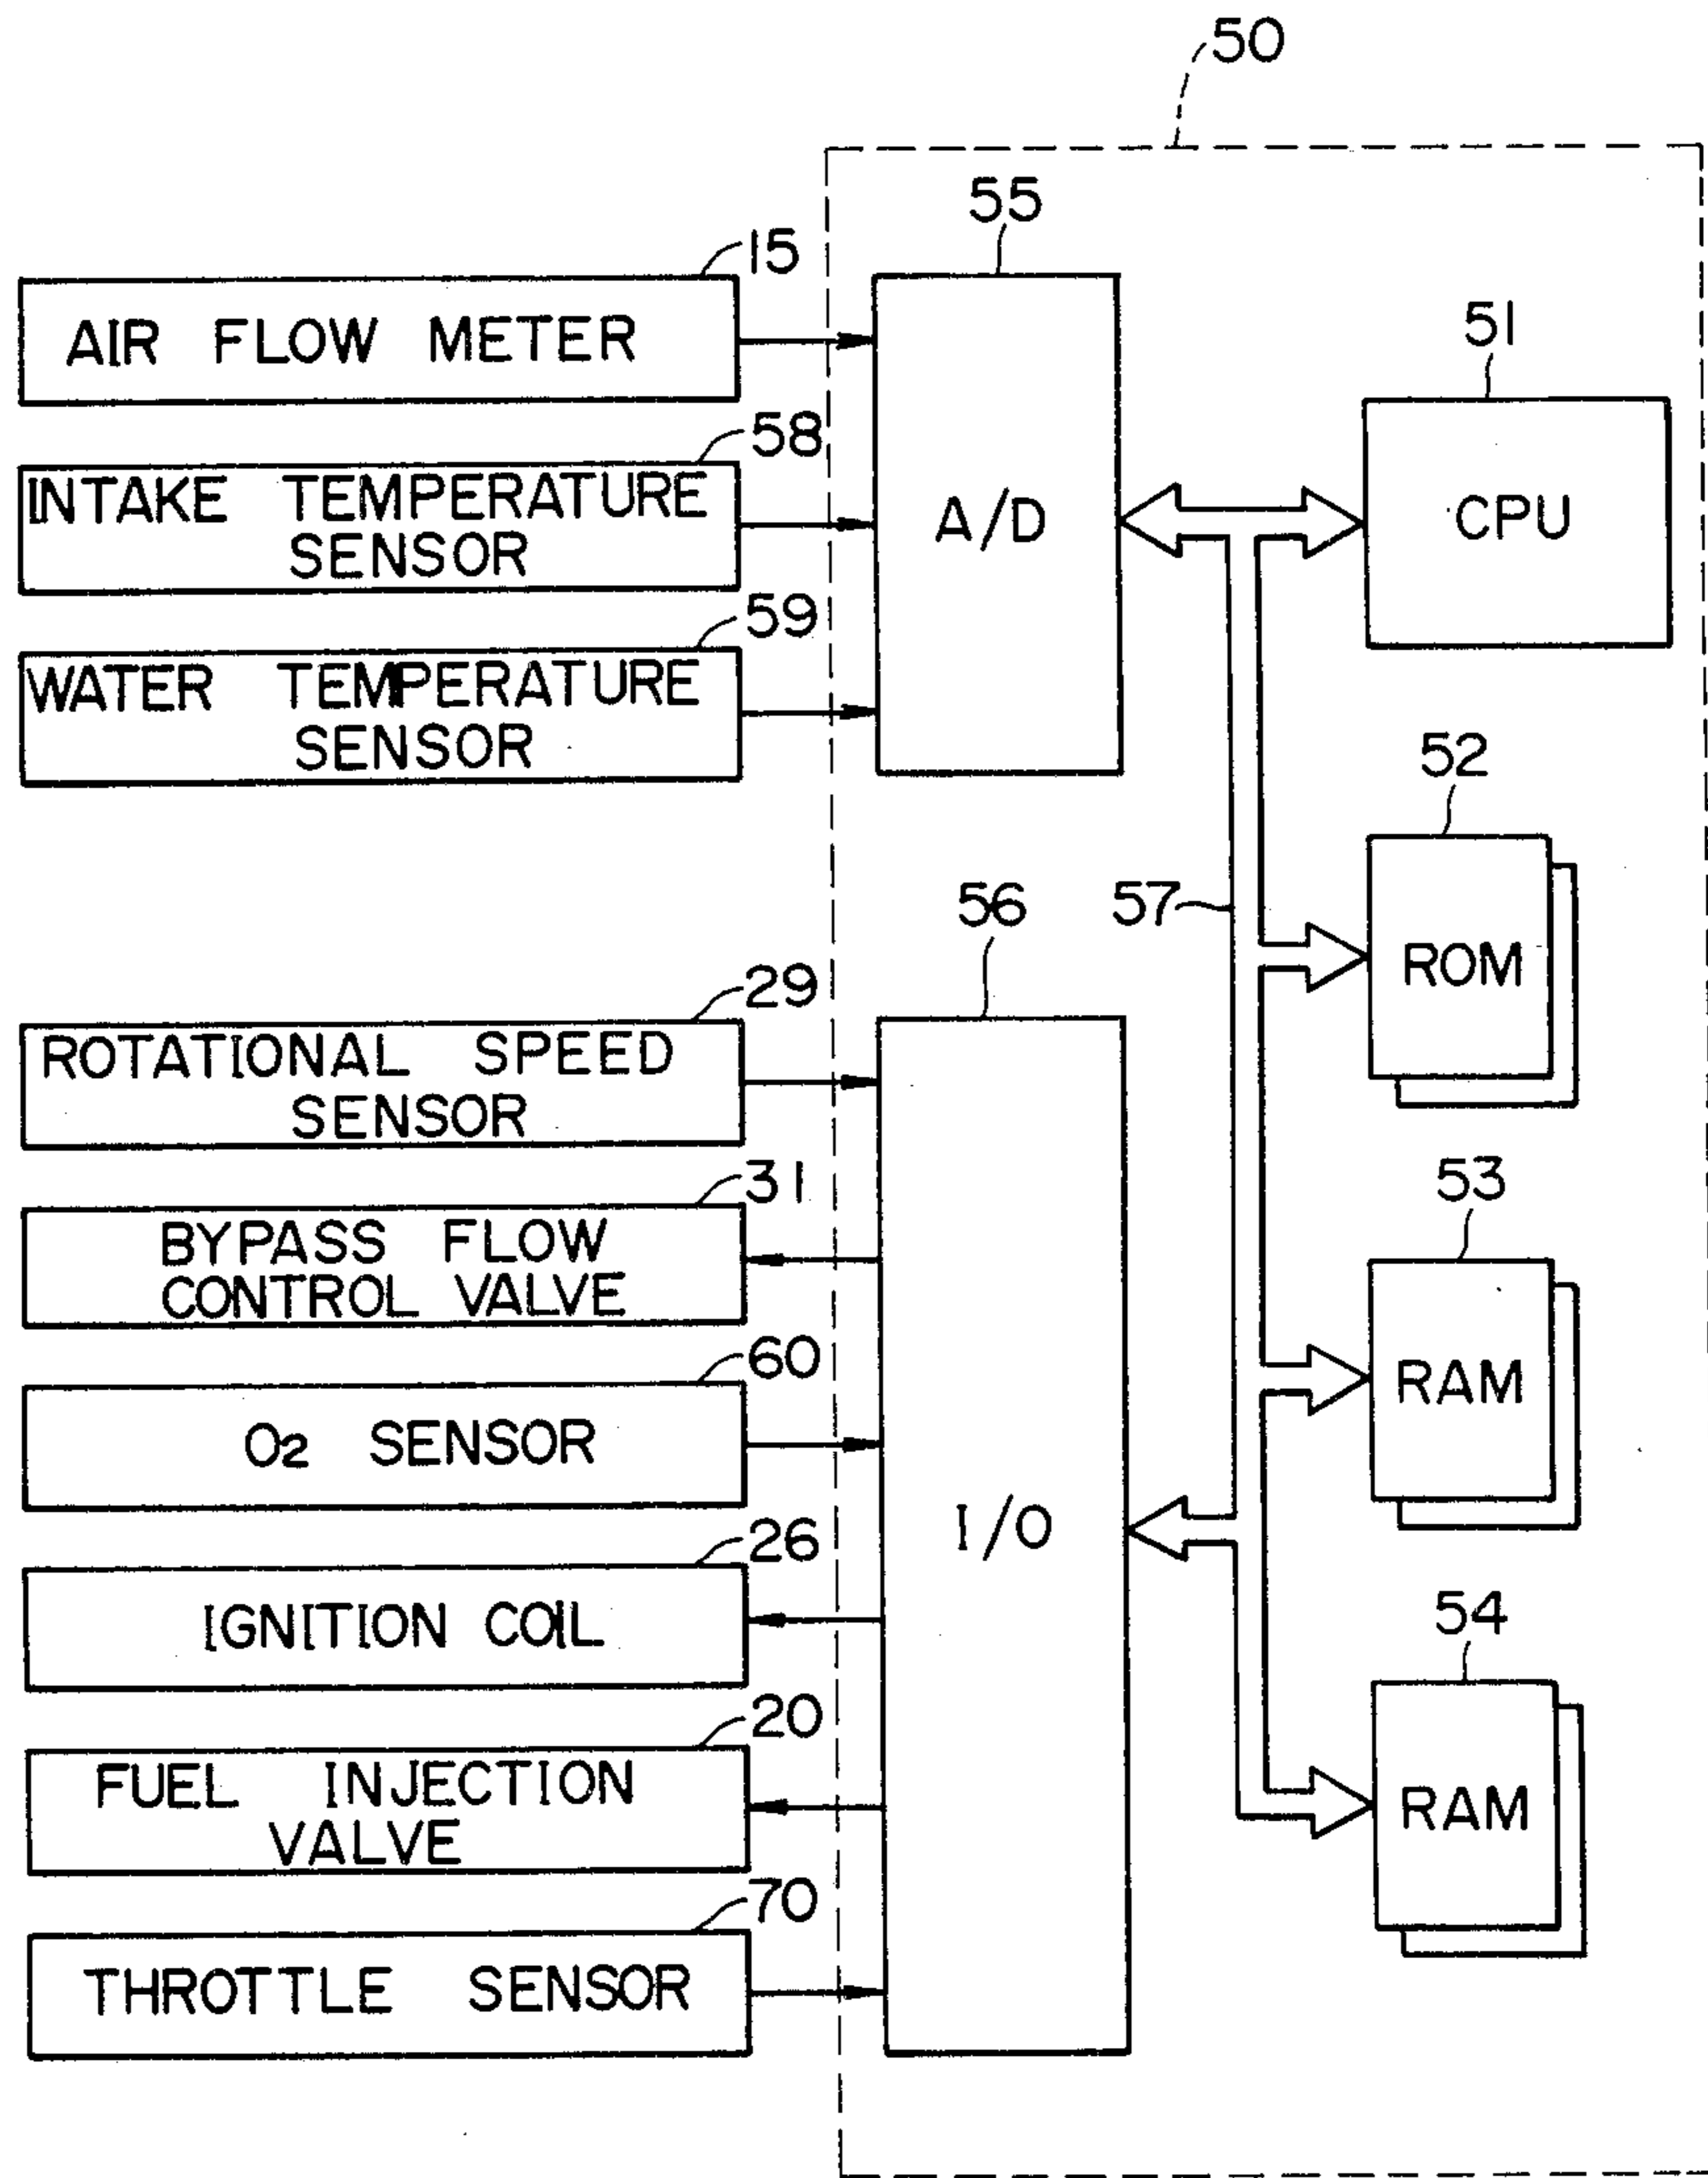 50
55
15
AIR FLOW METER
51
58
INTAKE TEMPERATURE
SENSOR
A/D
CPU
59
WATER TEMPERATURE
SENSOR
52
56
57
ROM
29
ROTATIONAL SPEED
SENSOR
53
31
BYPASS FLOW
CONTROL VALVE
60
RAM
O2 SENSOR
I/O
26
IGNITION COIL
54
20
FUEL INJECTION
VALVE
RAM
70
THROTTLE SENSOR